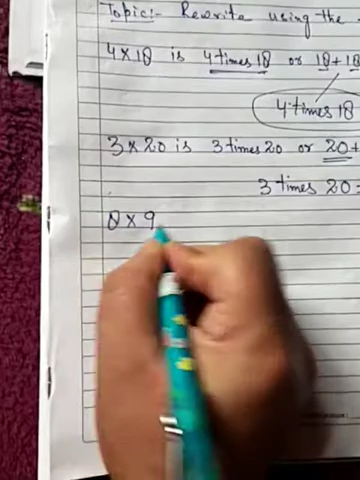 Topic:- Rewrite using the
4 × 18 is 4 times 18 or 18 + 18
4 times 18
3 × 20 is 3 times 20 or 20 +
3 times 20 =
8 × 9